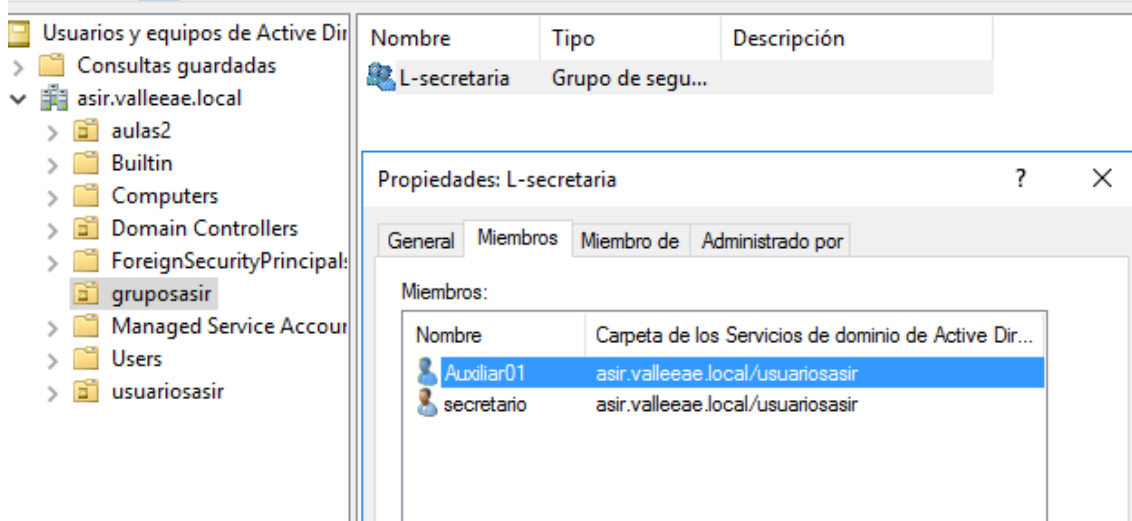 Usuarios y equipos de Active Dir
Consultas guardadas
asir.valleeae.local
aulas2
Builtin
Computers
Domain Controllers
ForeignSecurityPrincipals
gruposasir
Managed Service Accour
Users
usuariosasir
Nombre Tipo Descripción
L-secretaria Grupo de segu...
Propiedades: L-secretaria ? ×
General Miembros Miembro de Administrado por
Miembros:
Nombre Carpeta de los Servicios de dominio de Active Dir...
Auxiliar01 asir.valleeae.local/usuariosasir
secretario asir.valleeae.local/usuariosasir